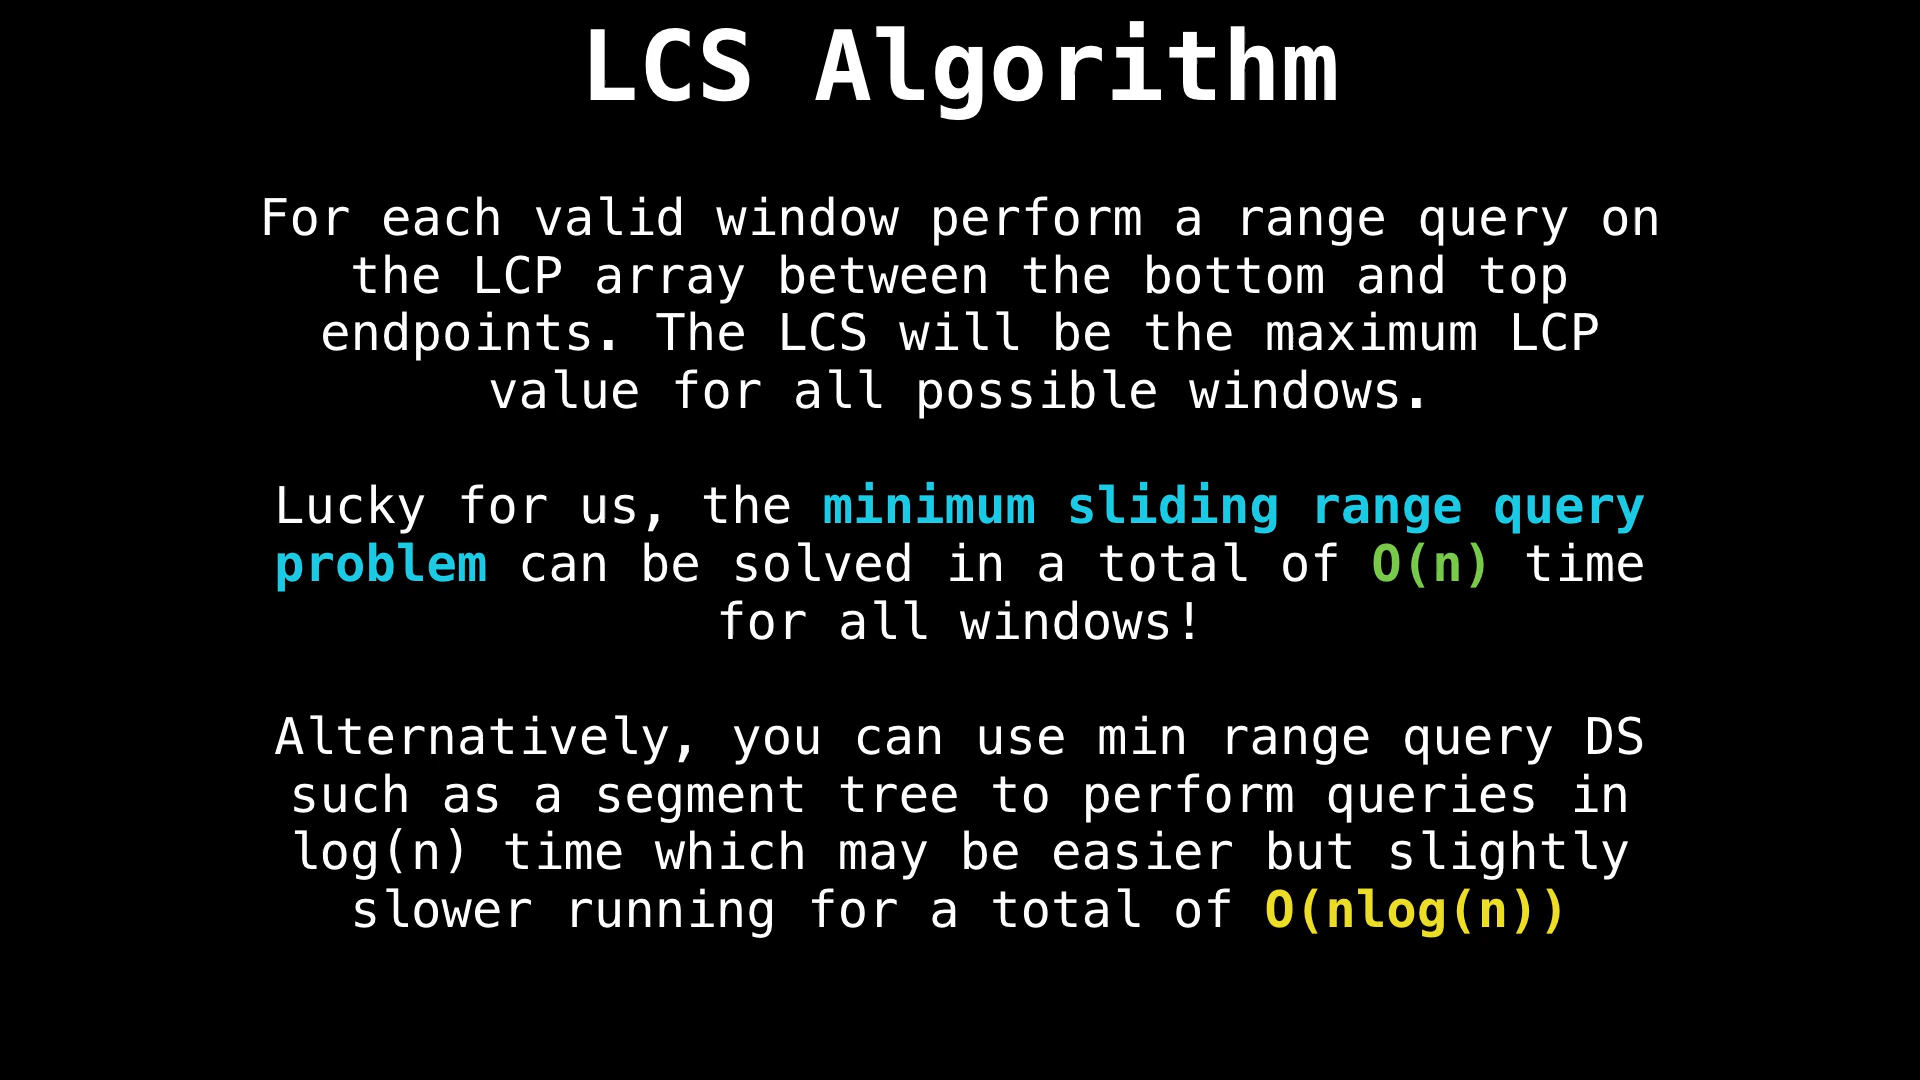 LCS Algorithm
For each valid window perform a range query on
the LCP array between the bottom and top
endpoints. The LCS will be the maximum LCP
value for all possible windows.
Lucky for us, the minimum sliding range query
problem can be solved in a total of O(n) time
for all windows!
Alternatively, you can use min range query DS
such as a segment tree to perform queries in
log(n) time which may be easier but slightly
slower running for a total of O(nlog(n))